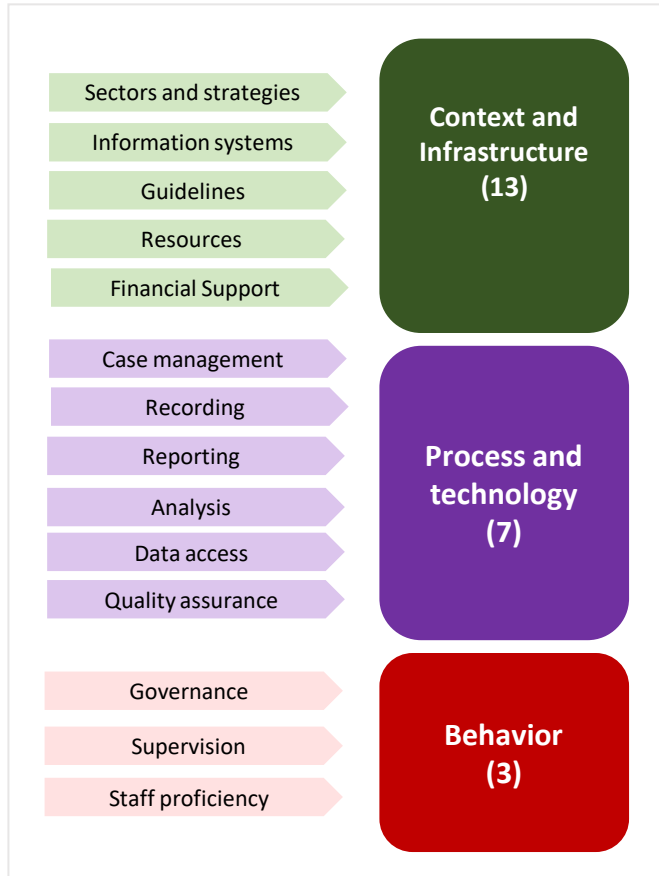 Sectors and strategies
Information systems
Guidelines
Resources
Financial Support
Context and
Infrastructure
(13)
Case management
Recording
Reporting
Analysis
Data access
Quality assurance
Process and
technology
(7)
Governance
Supervision
Staff proficiency
Behavior
(3)